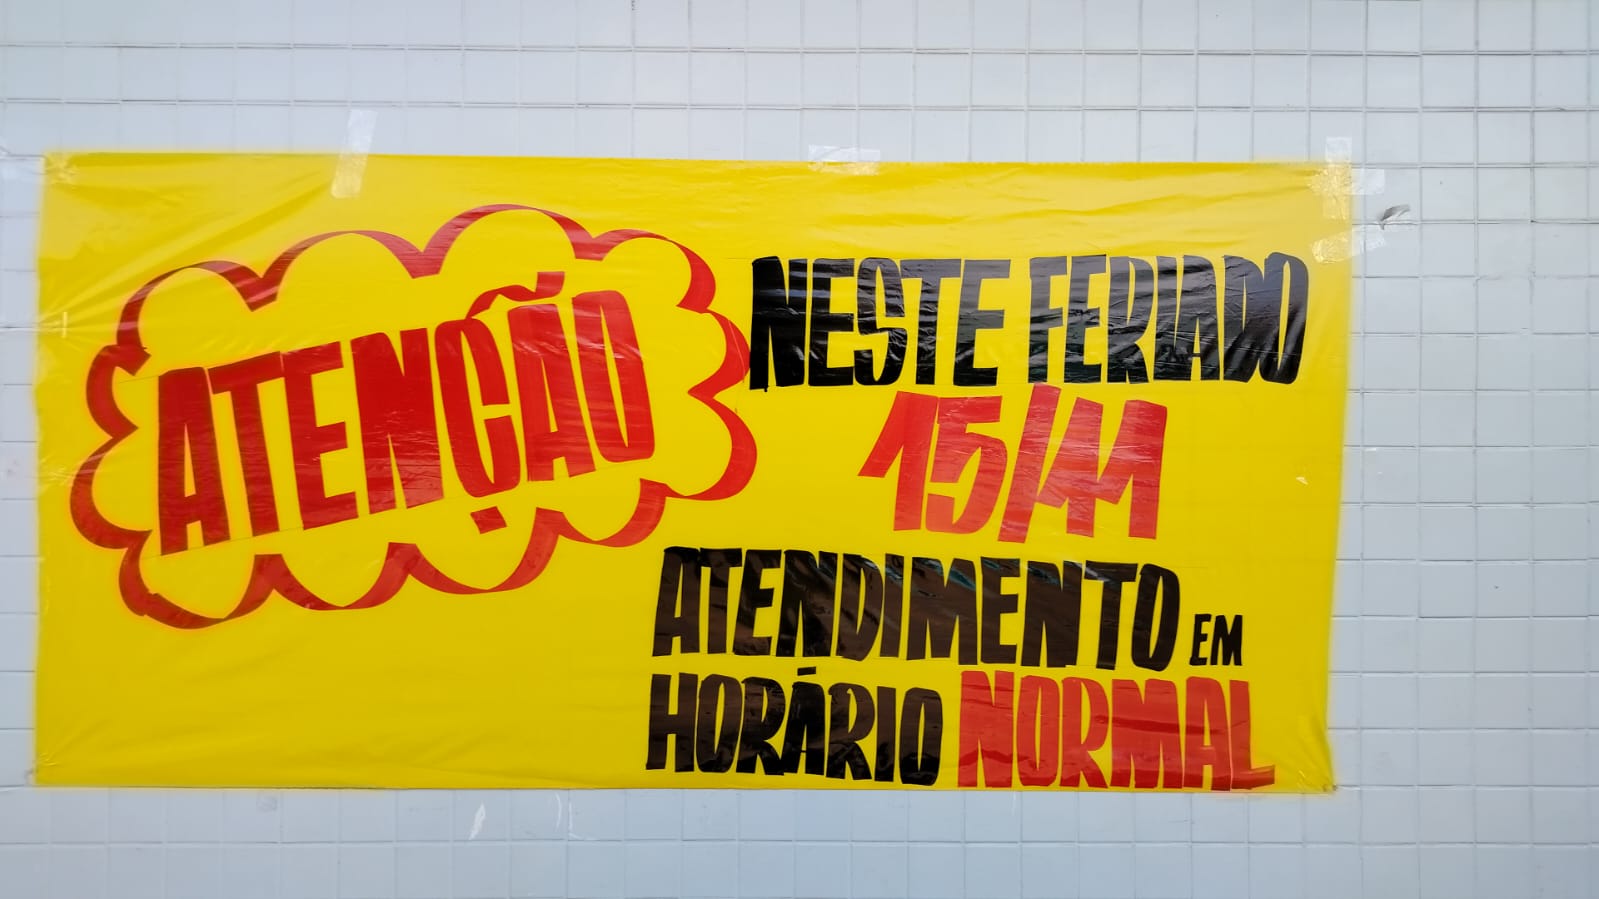 ATENÇÃO
NESTE FERIADO
15/11
ATENDIMENTO EM
HORÁRIO NORMAL